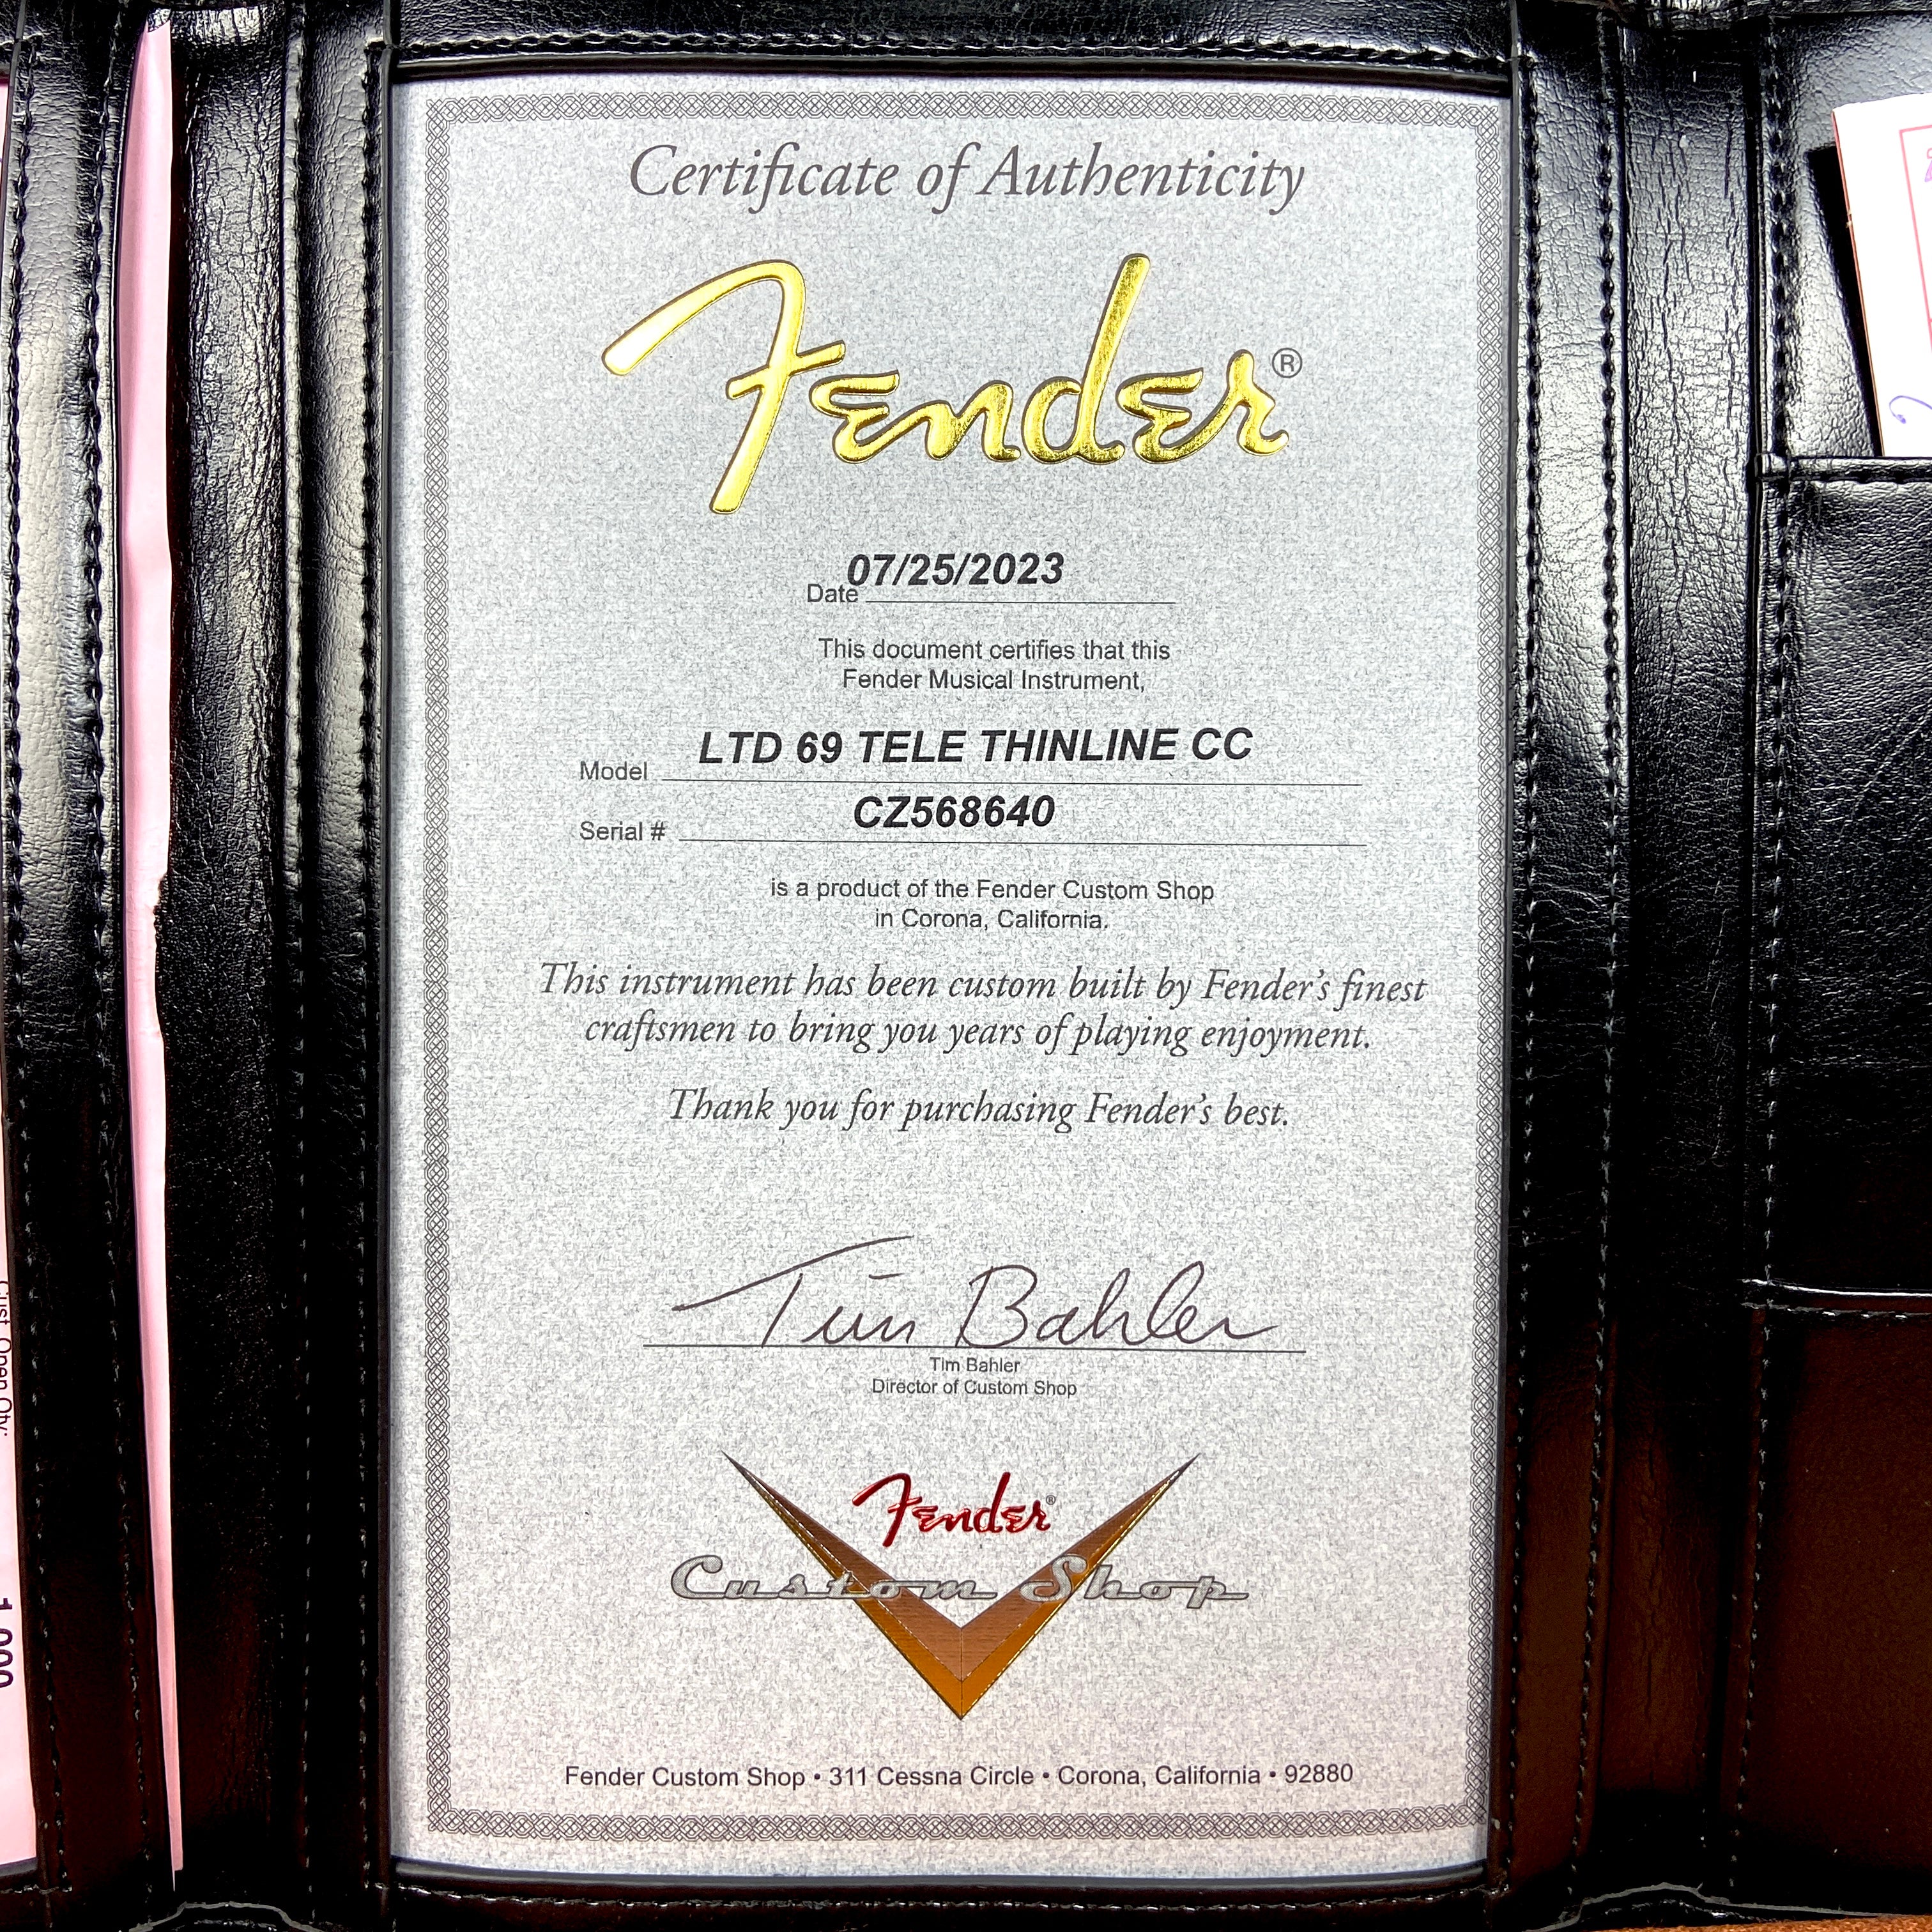 Certificate of Authenticity
Fender®
Date 07/25/2023
This document certifies that this
Fender Musical Instrument,
Model LTD 69 TELE THINLINE CC
Serial # CZ568640
is a product of the Fender Custom Shop
in Corona, California.
This instrument has been custom built by Fender's finest
craftsmen to bring you years of playing enjoyment.
Thank you for purchasing Fender's best.
Tim Bahler
Tim Bahler
Director of Custom Shop
Fender®
Custom Shop
Fender Custom Shop • 311 Cessna Circle • Corona, California • 92880